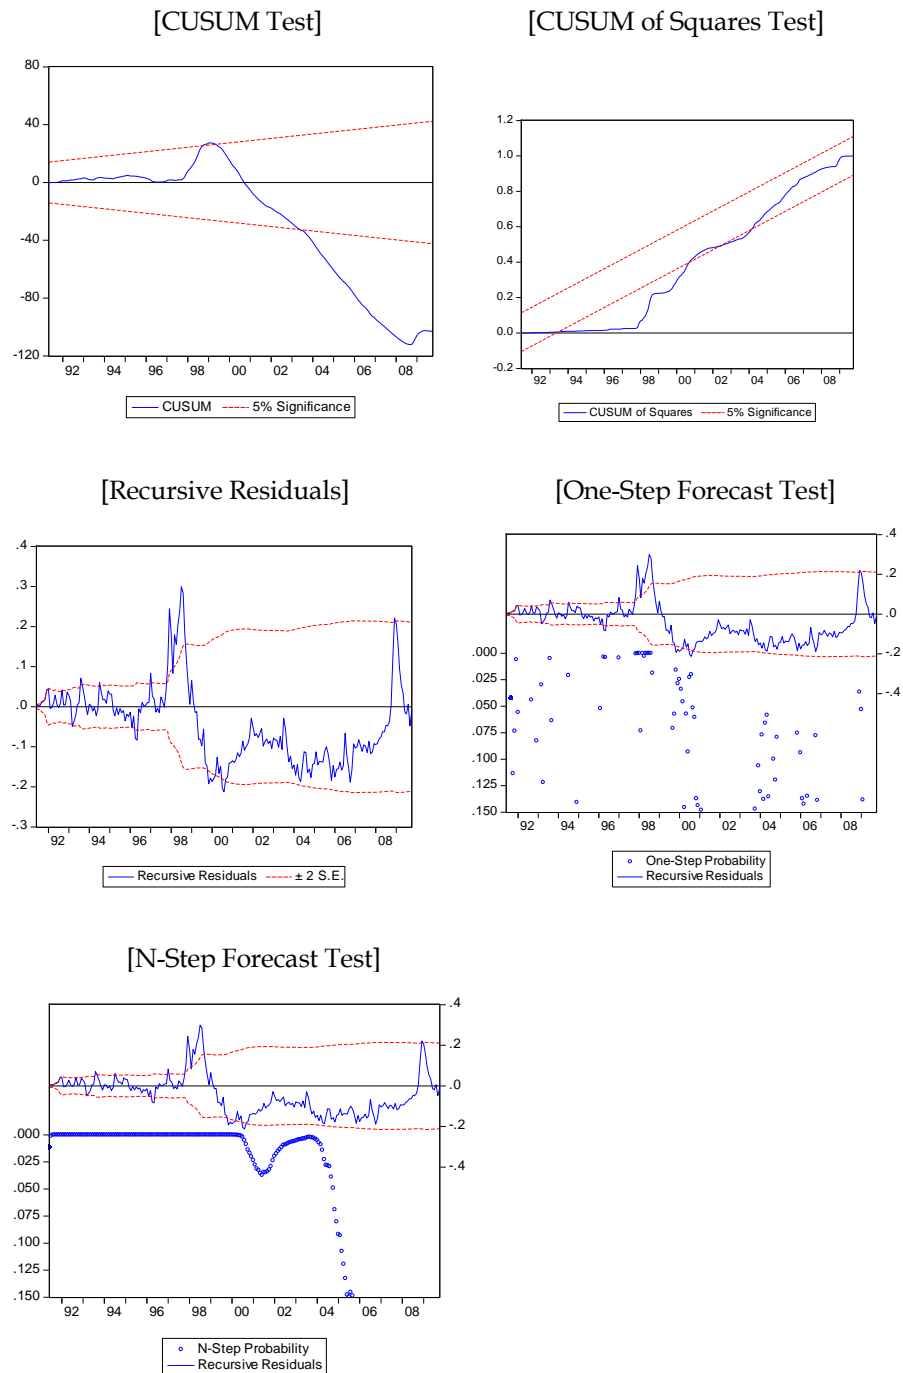 [CUSUM Test]
80
40
0
-40
-80
-120
92 94 96 98 00 02 04 06 08
CUSUM 5% Significance
[CUSUM of Squares Test]
1.2
1.0
0.8
0.6
0.4
0.2
0.0
-0.2
92 94 96 98 00 02 04 06 08
CUSUM of Squares 5% Significance
[Recursive Residuals]
.4
.3
.2
.1
.0
-.1
-.2
-.3
92 94 96 98 00 02 04 06 08
Recursive Residuals ± 2 S.E.
[One-Step Forecast Test]
.4
.2
.0
-.2
-.4
.000
.025
.050
.075
.100
.125
.150
92 94 96 98 00 02 04 06 08
One-Step Probability
Recursive Residuals
[N-Step Forecast Test]
.4
.2
.0
-.2
-.4
.000
.025
.050
.075
.100
.125
.150
92 94 96 98 00 02 04 06 08
N-Step Probability
Recursive Residuals